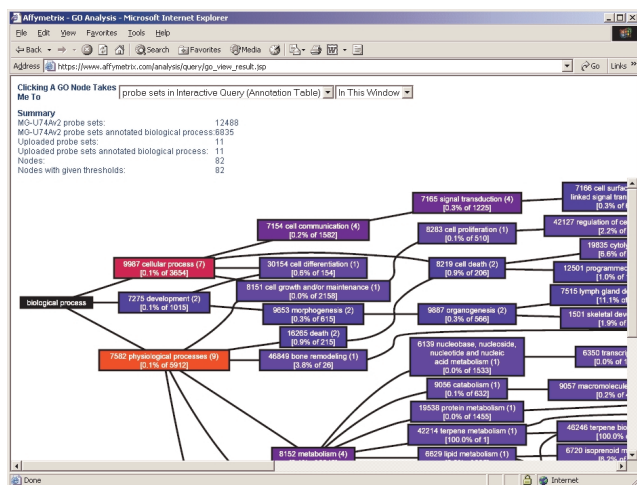 Affymetrix - GO Analysis - Microsoft Internet Explorer
File Edit View Favorites Tools Help
Back Search Favorites Media
Address https://www.affymetrix.com/analysis/query/go_view_result.jsp Go Links »
Clicking A GO Node Takes
Me To
probe sets in Interactive Query (Annotation Table) In This Window
Summary
MG-U74Av2 probe sets: 12488
MG-U74Av2 probe sets annotated biological process: 6835
Uploaded probe sets: 11
Uploaded probe sets annotated biological process: 11
Nodes: 82
Nodes with given thresholds: 82
7166 cell surfa
linked signal tran
[0.3% of
7165 signal transduction (4)
[0.3% of 1225]
7154 cell communication (4)
[0.2% of 1582]
8283 cell proliferation (1)
[0.1% of 510]
42127 regulation of ce
[2.2% of
19835 cytoly
[6.6% of
9987 cellular process (7)
[0.1% of 3654]
30154 cell differentiation (1)
[0.6% of 154]
8219 cell death (2)
[0.9% of 206]
12501 programmed
[1.0% of
8151 cell growth and/or maintenance (1)
[0.0% of 2158]
7515 lymph gland de
[11.1% of
biological process
7275 development (2)
[0.1% of 1015]
9653 morphogenesis (2)
[0.3% of 615]
9887 organogenesis (2)
[0.3% of 566]
1501 skeletal deve
[1.9% of
16265 death (2)
[0.9% of 215]
7582 physiological processes (9)
[0.1% of 5912]
46849 bone remodeling (1)
[3.8% of 26]
6139 nucleobase, nucleoside,
nucleotide and nucleic
acid metabolism (1)
[0.0% of 1533]
6350 transcrip
[0.0% of 1
9056 catabolism (1)
[0.1% of 632]
9057 macromolecule
[0.2% of
19538 protein metabolism (1)
[0.0% of 1455]
42214 terpene metabolism (1)
[100.0% of 1]
46246 terpene bio
[100.0% o
8152 metabolism (4)
6629 lipid metabolism (1)
6720 isoprenoid m
[6.2% of
Done Internet